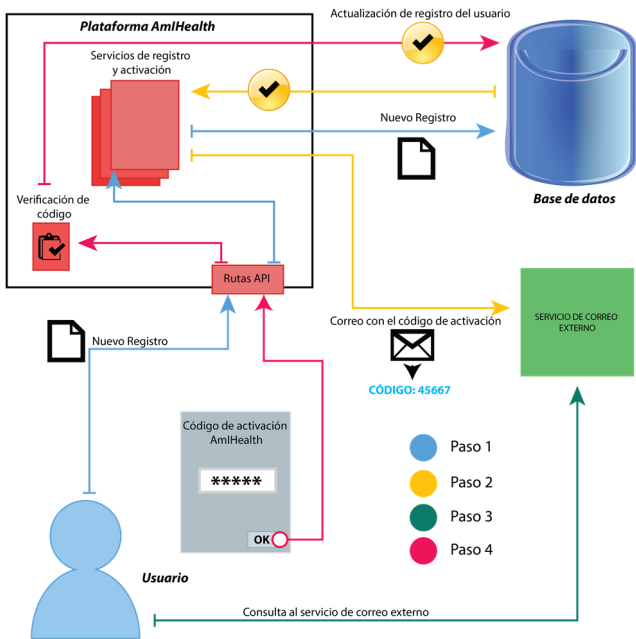 Actualización de registro del usuario
Plataforma AmIHealth
Servicios de registro
y activación
Nuevo Registro
Base de datos
Verificación de
código
Rutas API
Nuevo Registro
Correo con el código de activación
CÓDIGO: 45667
SERVICIO DE CORREO
EXTERNO
Código de activación
AmIHealth
*****
OK
Paso 1
Paso 2
Paso 3
Paso 4
Usuario
Consulta al servicio de correo externo